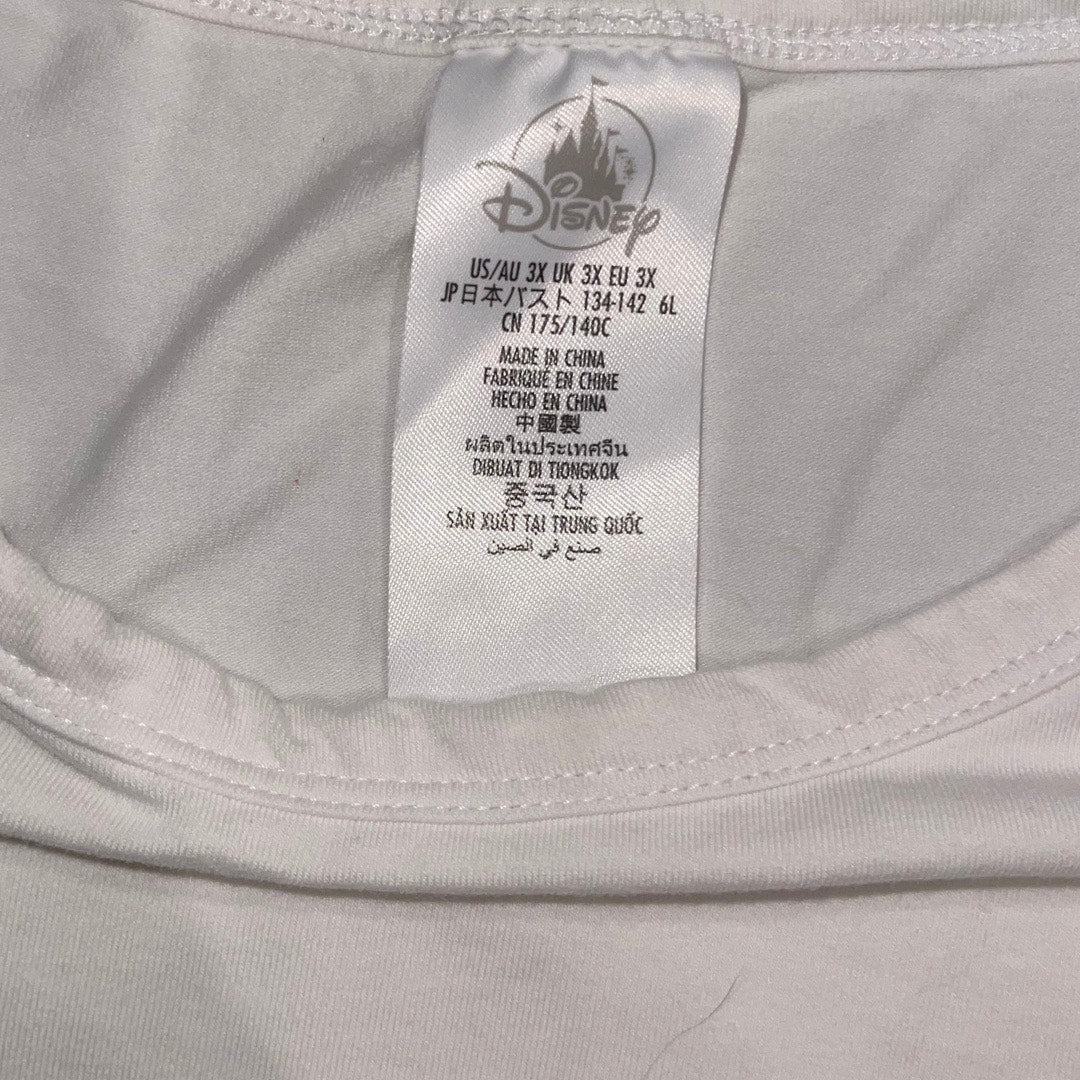 Disney
US/AU 3X UK 3X EU 3X
JP日本バスト 134-142 6L
CN 175/140C
MADE IN CHINA
FABRIQUÉ EN CHINE
HECHO EN CHINA
中國製
ผลิตในประเทศจีน
DIBUAT DI TIONGKOK
중국산
SẢN XUẤT TẠI TRUNG QUỐC
صنع في الصين